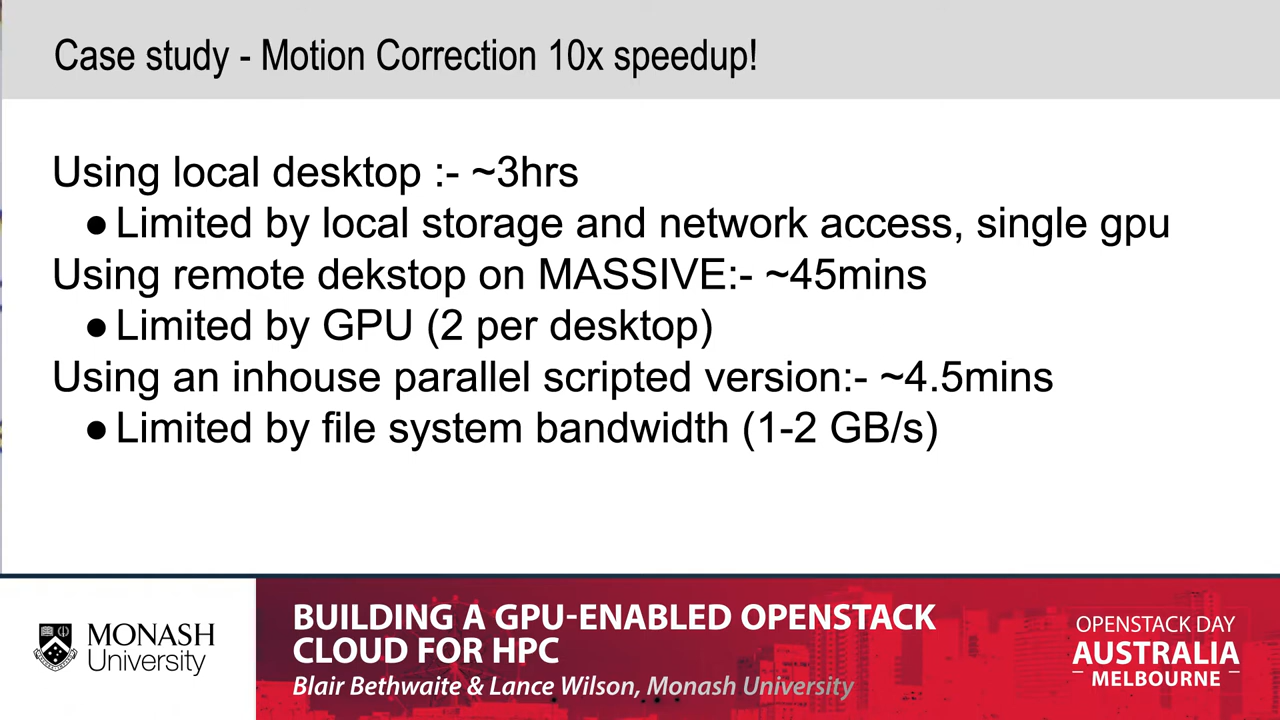 Case study - Motion Correction 10x speedup!
Using local desktop :- ~3hrs
● Limited by local storage and network access, single gpu
Using remote dekstop on MASSIVE:- ~45mins
● Limited by GPU (2 per desktop)
Using an inhouse parallel scripted version:- ~4.5mins
● Limited by file system bandwidth (1-2 GB/s)
MONASH
University
BUILDING A GPU-ENABLED OPENSTACK
CLOUD FOR HPC
Blair Bethwaite & Lance Wilson, Monash University
OPENSTACK DAY
AUSTRALIA
MELBOURNE